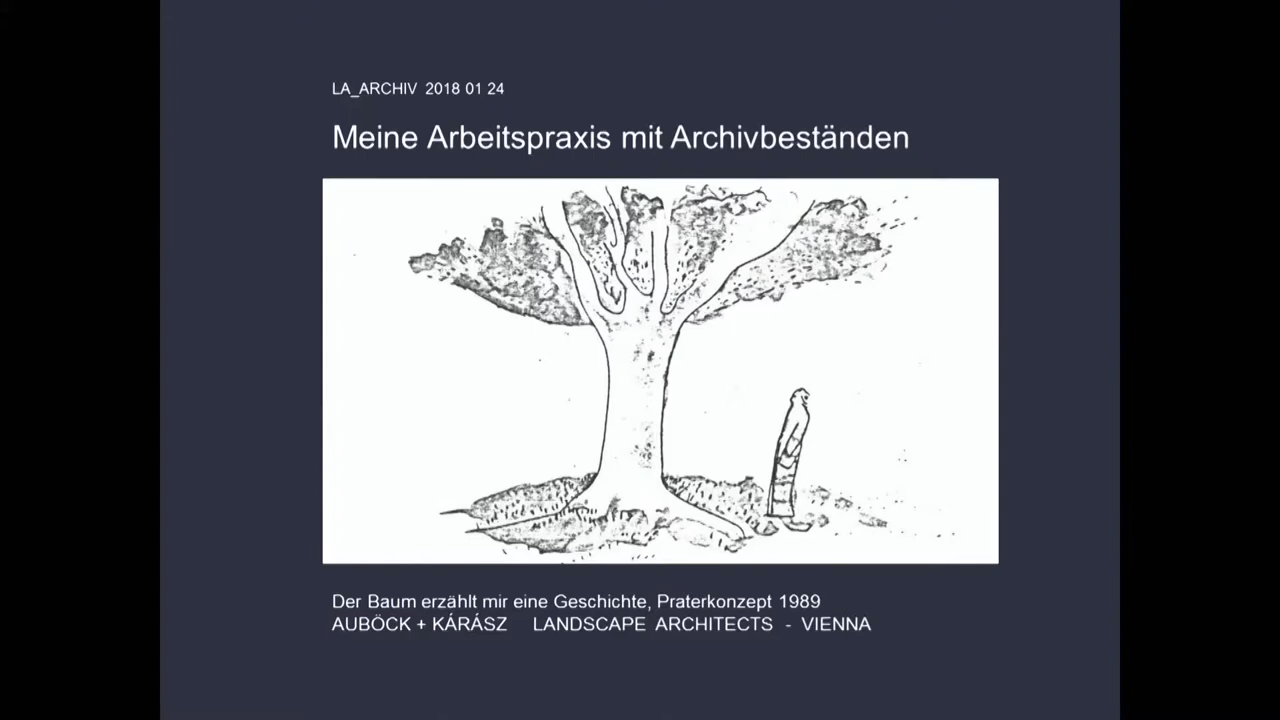 LA_ARCHIV 2018 01 24
Meine Arbeitspraxis mit Archivbeständen
Der Baum erzählt mir eine Geschichte, Praterkonzept 1989
AUBÖCK + KÁRÁSZ LANDSCAPE ARCHITECTS - VIENNA